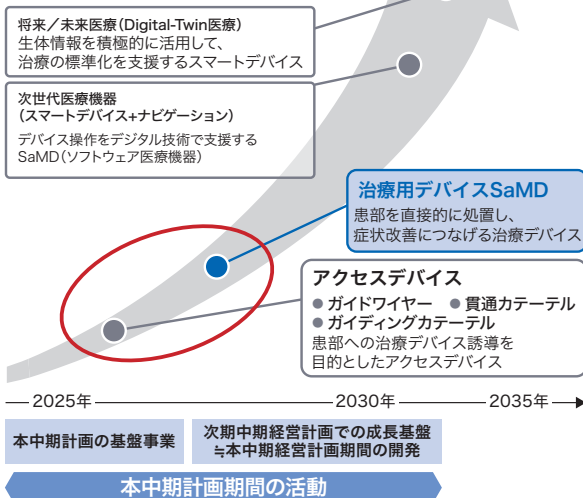 将来／未来医療（Digital-Twin医療）
生体情報を積極的に活用して、
治療の標準化を支援するスマートデバイス
次世代医療機器
（スマートデバイス+ナビゲーション）
デバイス操作をデジタル技術で支援する
SaMD（ソフトウェア医療機器）
治療用デバイスSaMD
患部を直接的に処置し、
症状改善につなげる治療デバイス
アクセスデバイス
● ガイドワイヤー ● 貫通カテーテル
● ガイディングカテーテル
患部への治療デバイス誘導を
目的としたアクセスデバイス
2025年 2030年 2035年
本中期計画の基盤事業
次期中期経営計画での成長基盤
≒本中期経営計画期間の開発
本中期計画期間の活動